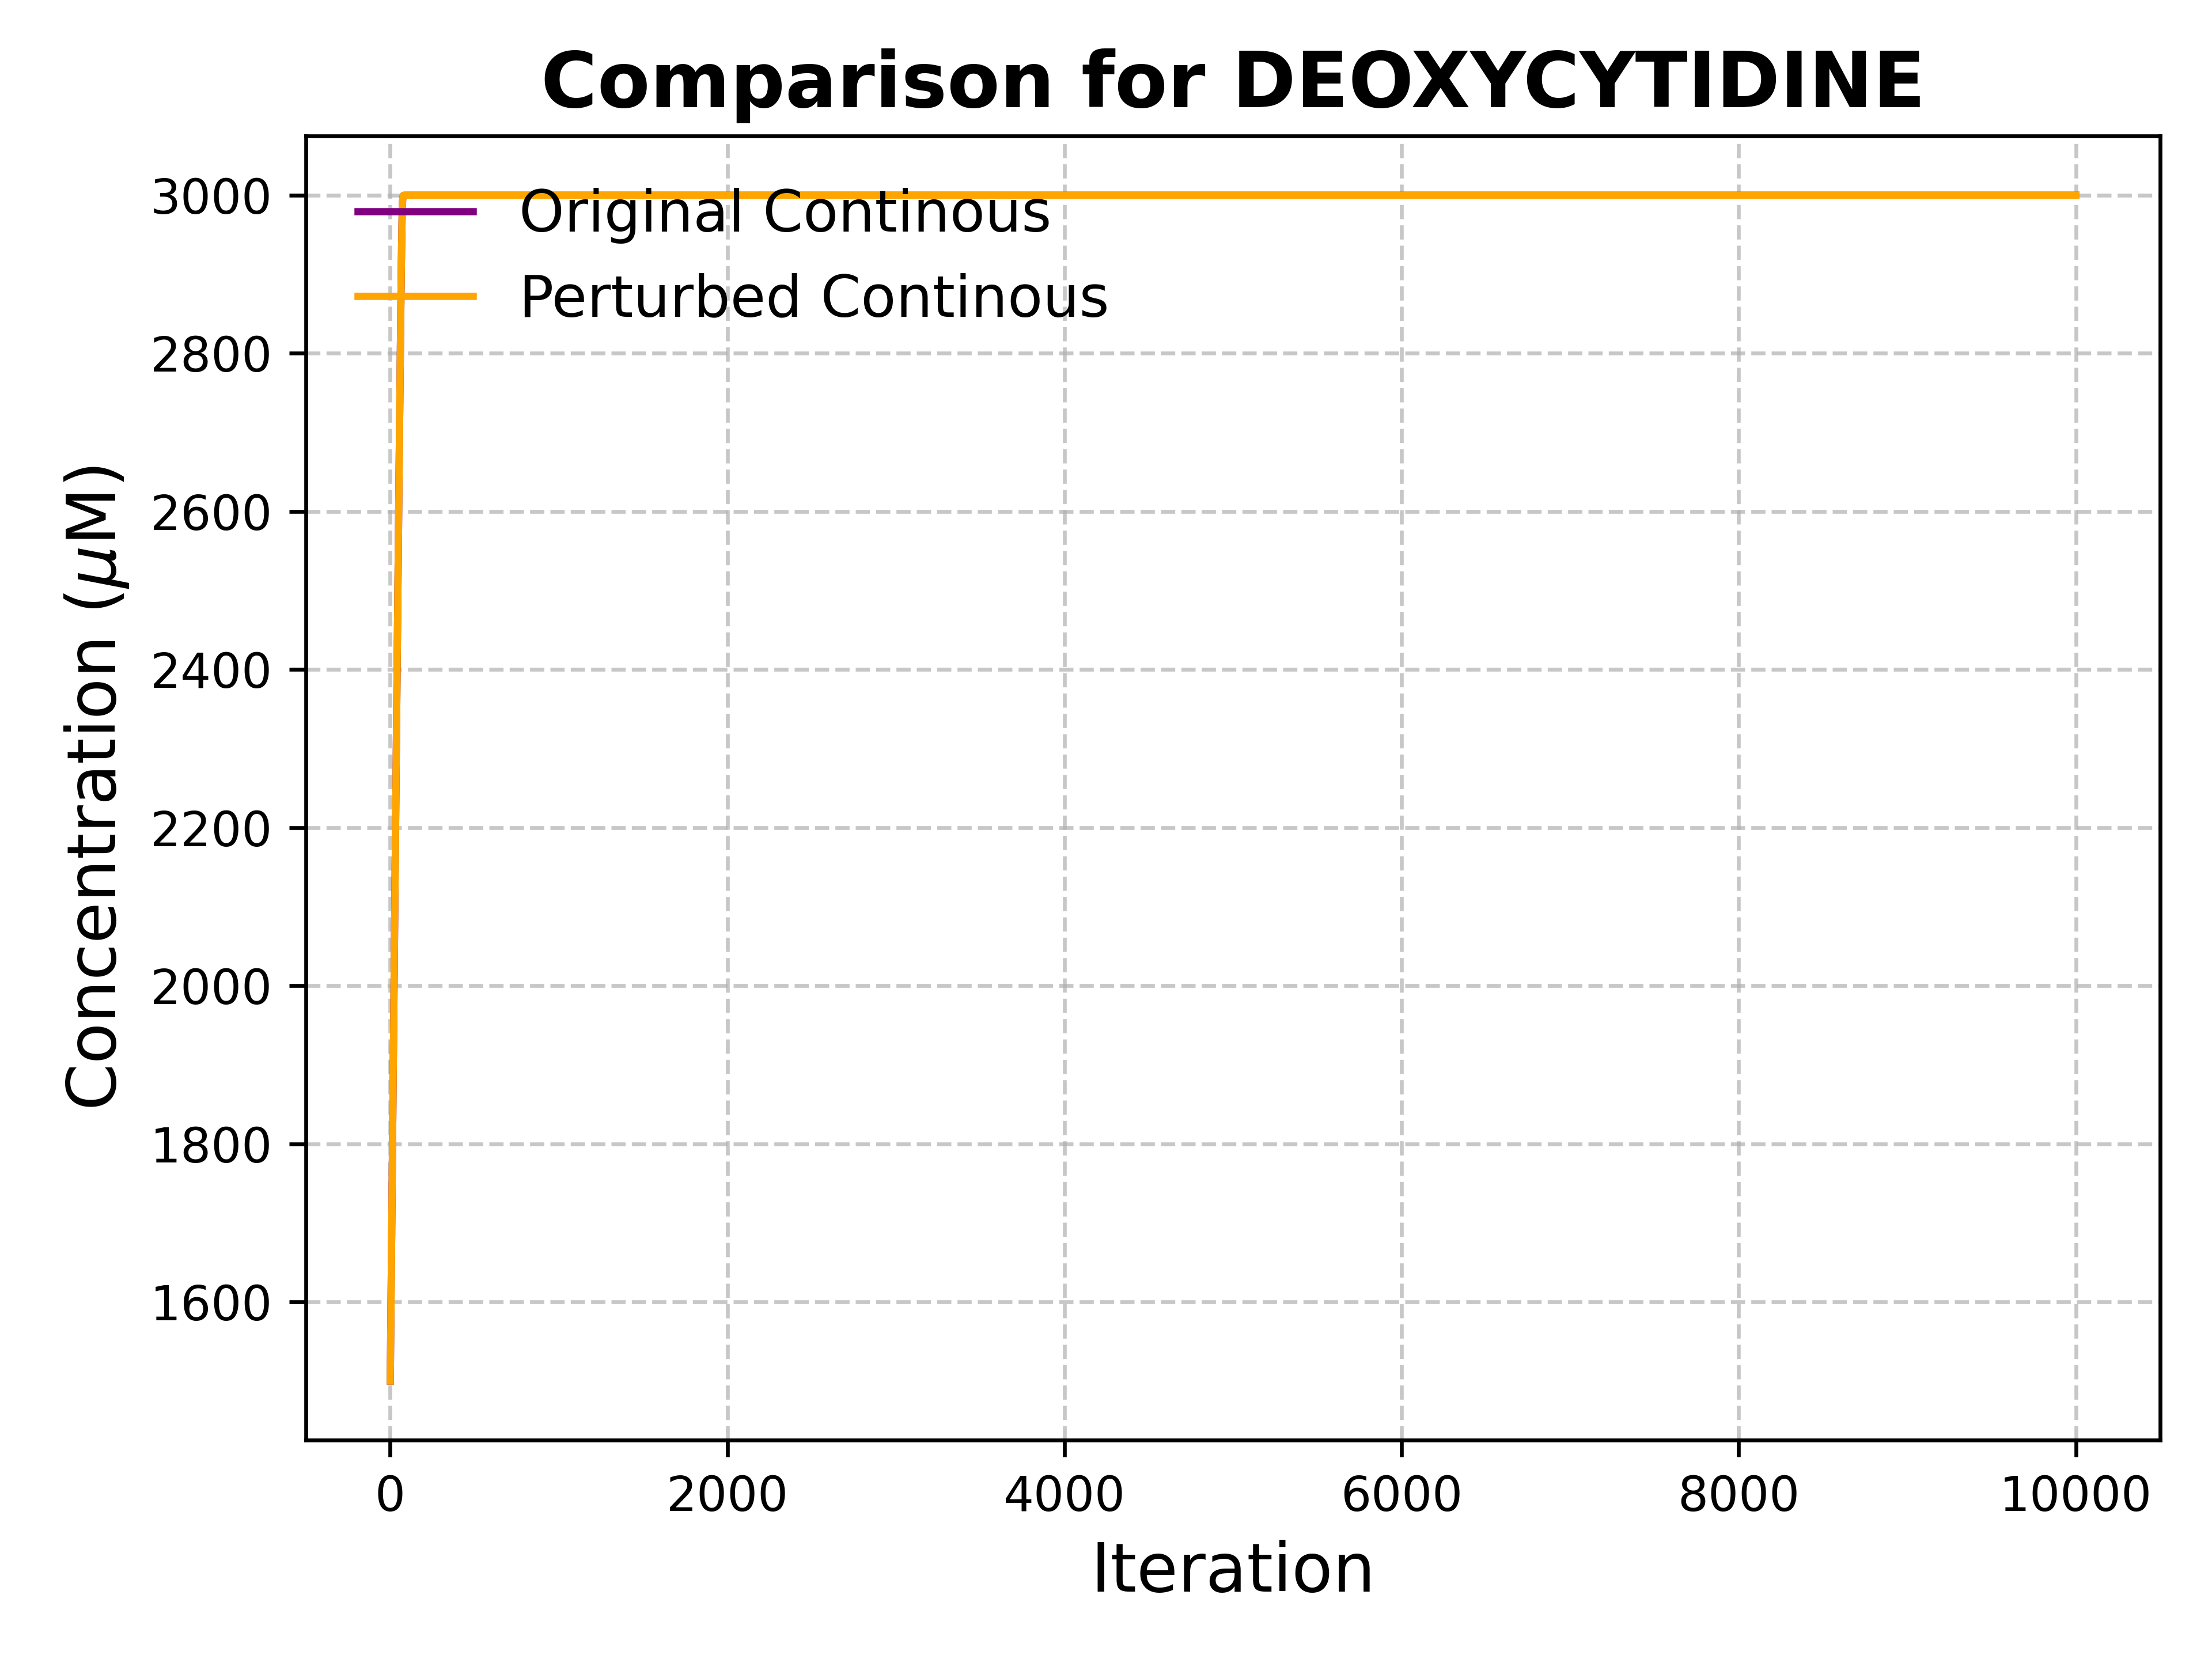 Comparison for DEOXYCYTIDINE
Original Continous
Perturbed Continous
Concentration (μM)
3000
2800
2600
2400
2200
2000
1800
1600
0 2000 4000 6000 8000 10000
Iteration